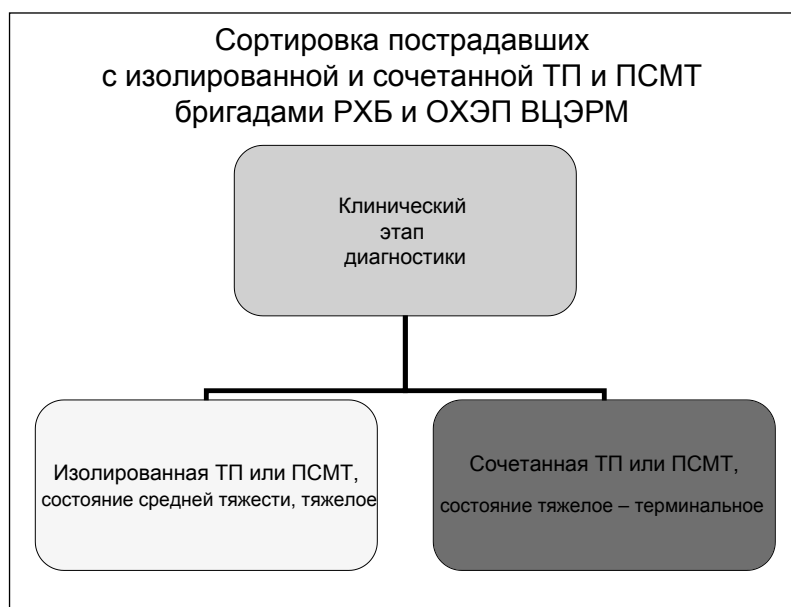 Сортировка пострадавших
с изолированной и сочетанной ТП и ПСМТ
бригадами РХБ и ОХЭП ВЦЭРМ
Клинический
этап
диагностики
Изолированная ТП или ПСМТ,
состояние средней тяжести, тяжелое
Сочетанная ТП или ПСМТ,
состояние тяжелое – терминальное